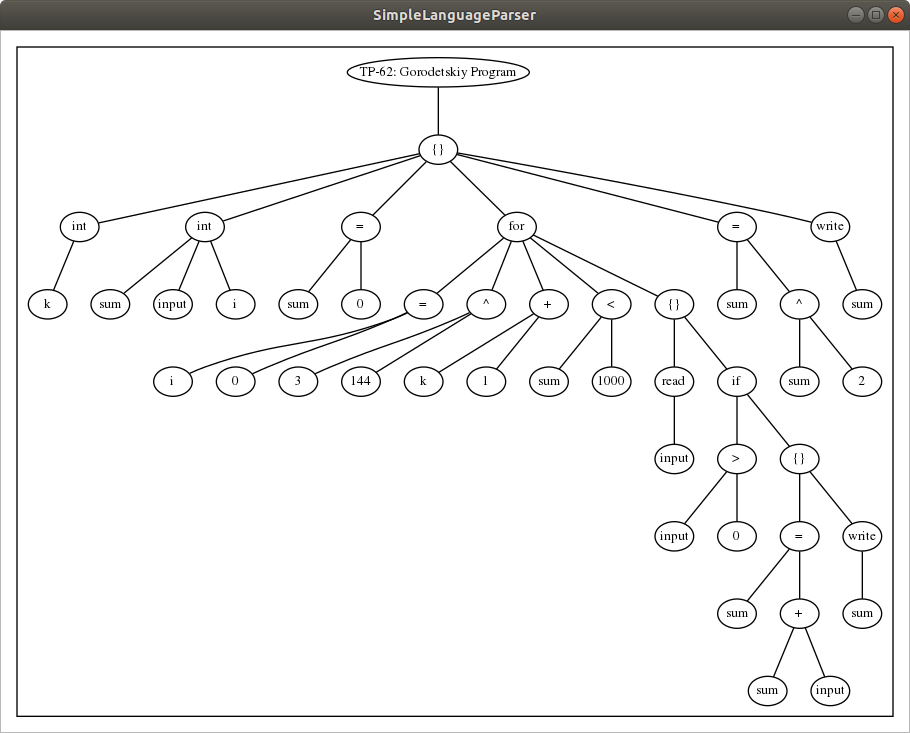 SimpleLanguageParser
TP-62: Gorodetskiy Program
{}
int int = for = write
k sum input i sum 0 = ^ + < {} sum ^ sum
i 0 3 144 k 1 sum 1000 read if sum 2
input > {}
input 0 = write
sum + sum
sum input